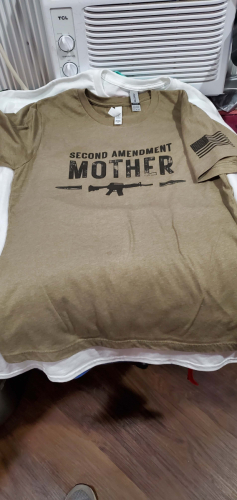 TCL
SECOND AMENDMENT
MOTHER